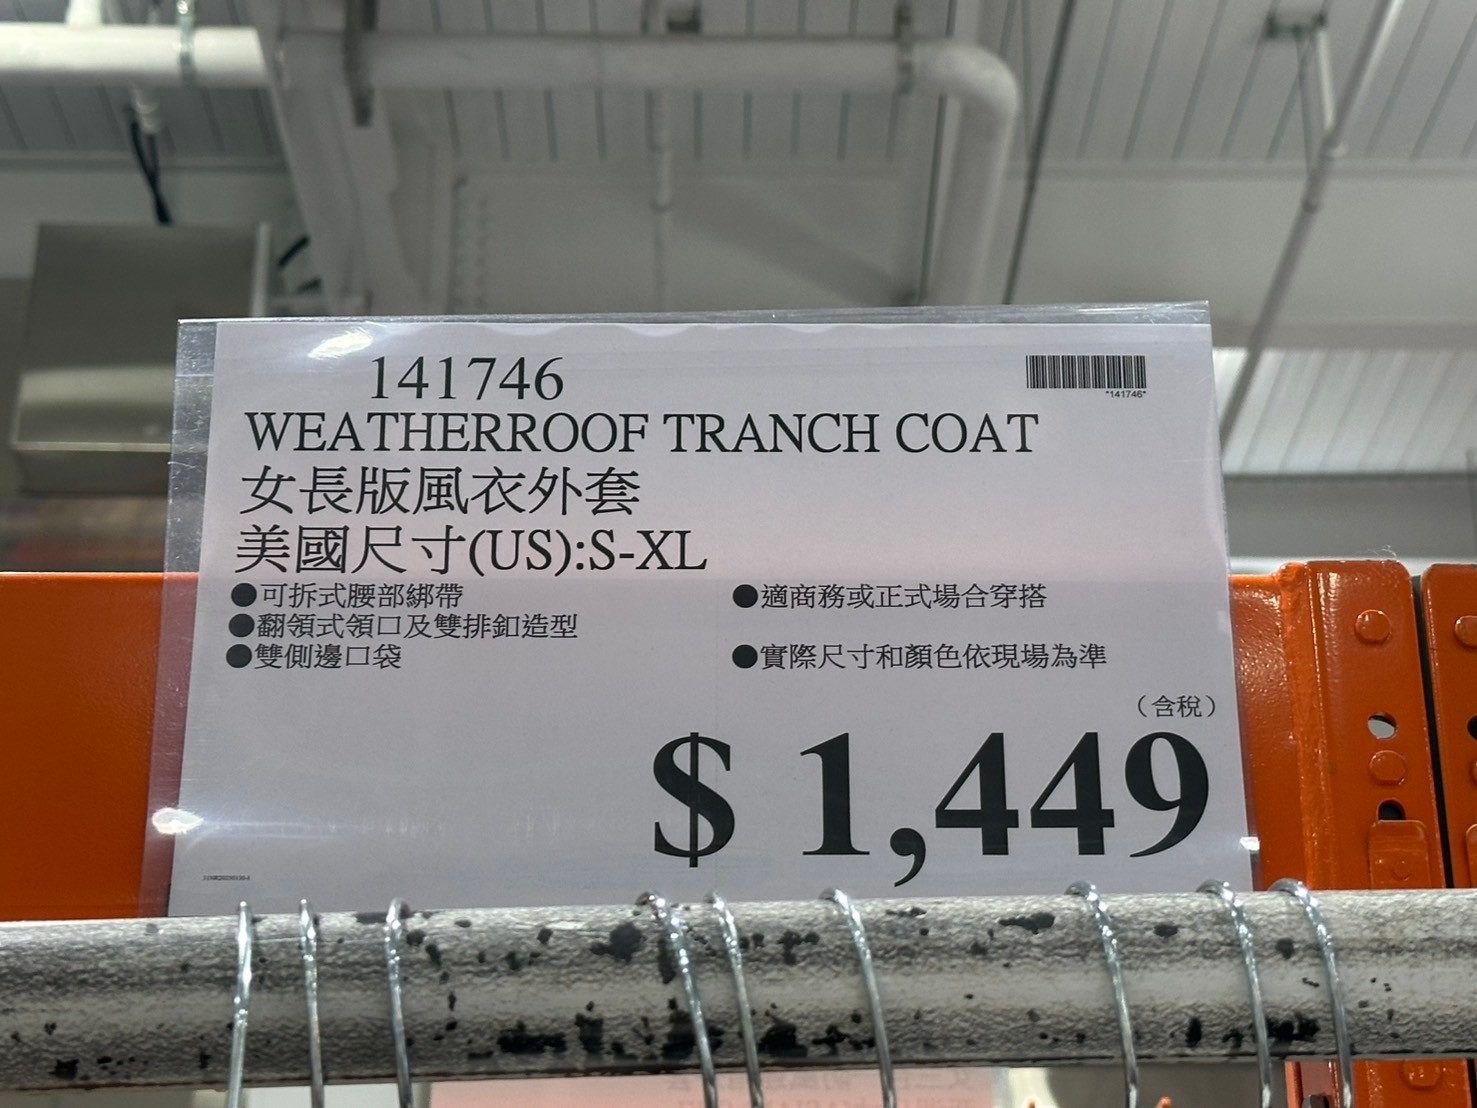 141746
*141746*
WEATHERROOF TRANCH COAT
女長版風衣外套
美國尺寸(US):S-XL
●可拆式腰部綁帶
●適商務或正式場合穿搭
●翻領式領口及雙排釦造型
●雙側邊口袋
●實際尺寸和顏色依現場為準
（含稅）
$ 1,449